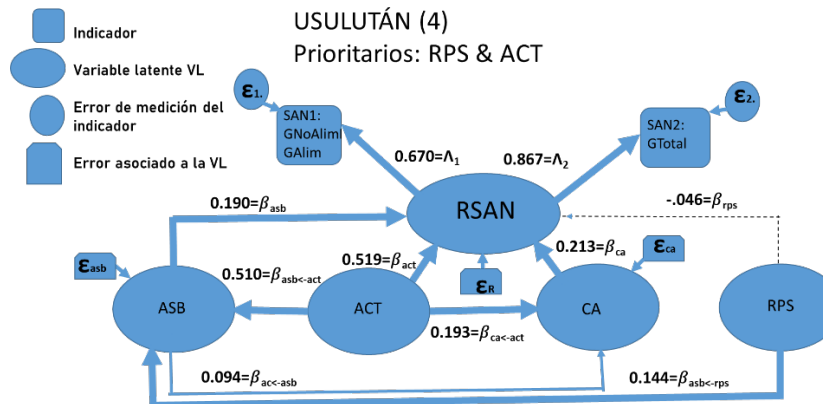 USULUTÁN (4)
Prioritarios: RPS & ACT
Indicador
Variable latente VL
Error de medición del
indicador
Error asociado a la VL
ε1.
SAN1:
GNoAlimI
GAlim
ε2.
SAN2:
GTotal
0.670=Λ1
0.867=Λ2
RSAN
0.190=βasb
-.046=βrps
εasb
0.510=βasb<-act
0.519=βact
εR
0.213=βca
εca
ASB
ACT
CA
RPS
0.193=βca<-act
0.094=βac<-asb
0.144=βasb<-rps